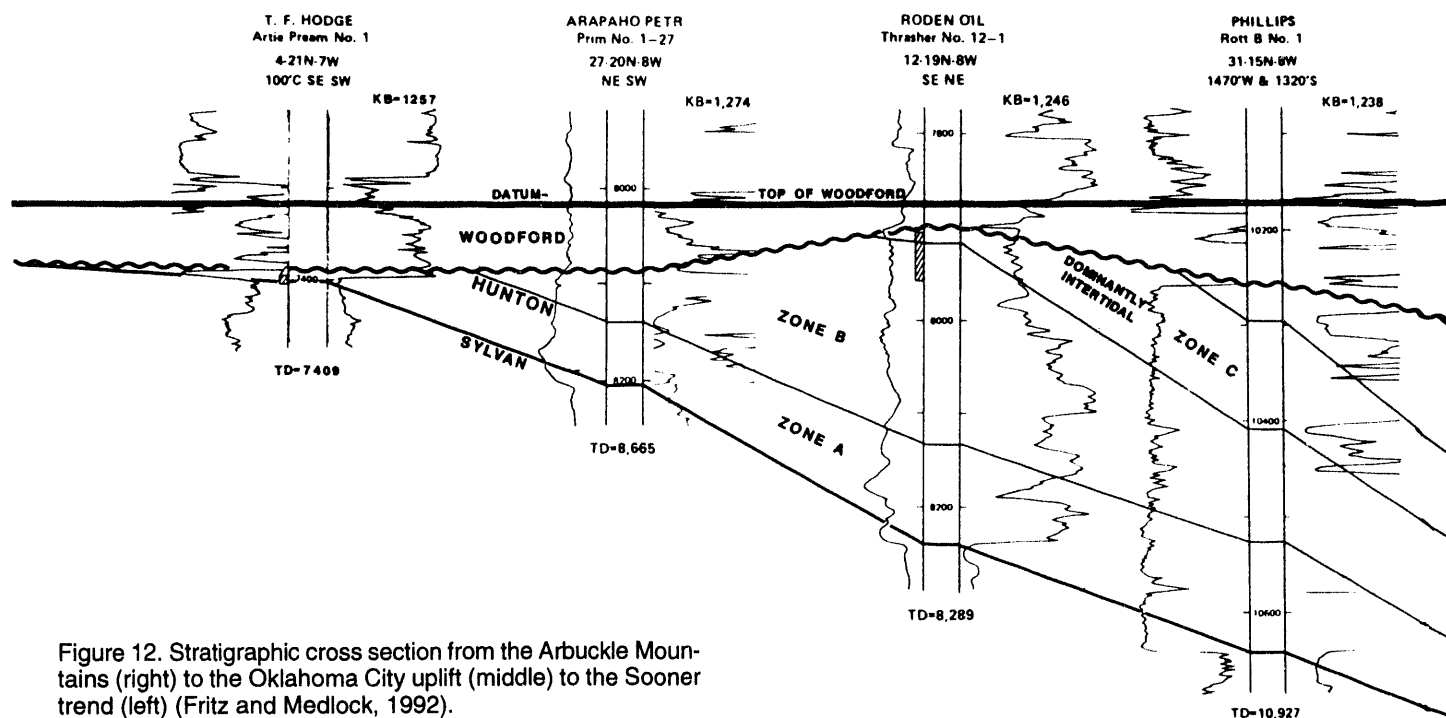 T. F. HODGE
Artie Pream No. 1
4-21N-7W
100'C SE SW
KB=1257
ARAPAHO PETR
Prim No. 1-27
27-20N-8W
NE SW
KB=1,274
RODEN OIL
Thrasher No. 12-1
12-19N-8W
SE NE
KB=1,246
PHILLIPS
Rott B No. 1
31-15N-8W
1470'W & 1320'S
KB=1,238
7800
8000
DATUM-
TOP OF WOODFORD
WOODFORD
10200
7400
HUNTON
DOMINANTLY
INTERTIDAL
ZONE B
8000
SYLVAN
ZONE C
TD=7409
8200
ZONE A
10400
TD=8,665
8200
TD=8,289
10600
TD=10,927
Figure 12. Stratigraphic cross section from the Arbuckle Moun-
tains (right) to the Oklahoma City uplift (middle) to the Sooner
trend (left) (Fritz and Medlock, 1992).